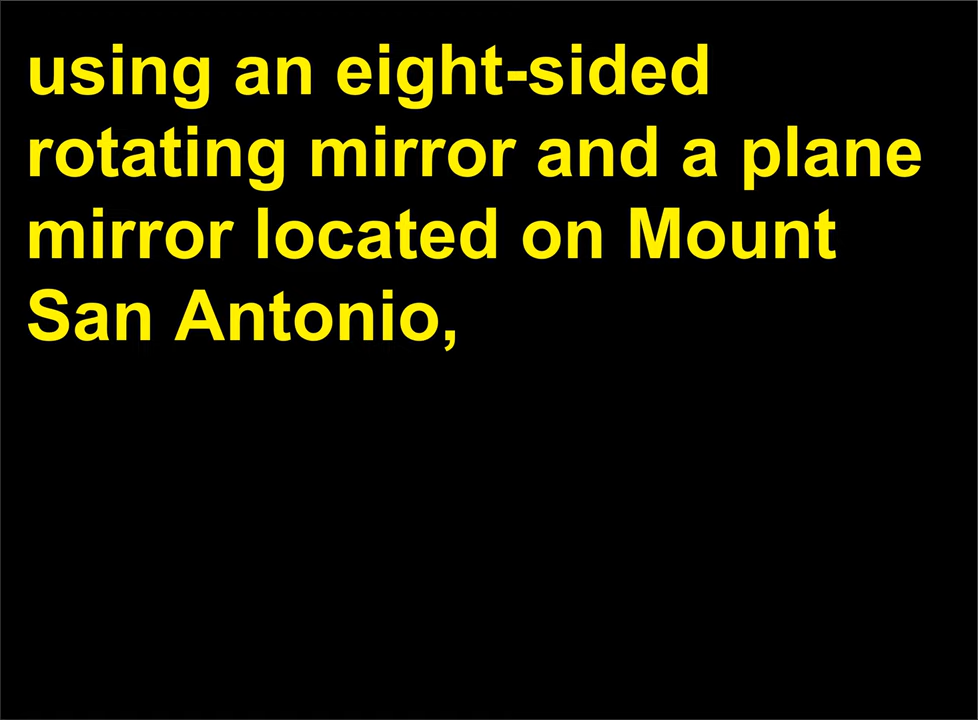 using an eight-sided
rotating mirror and a plane
mirror located on Mount
San Antonio,